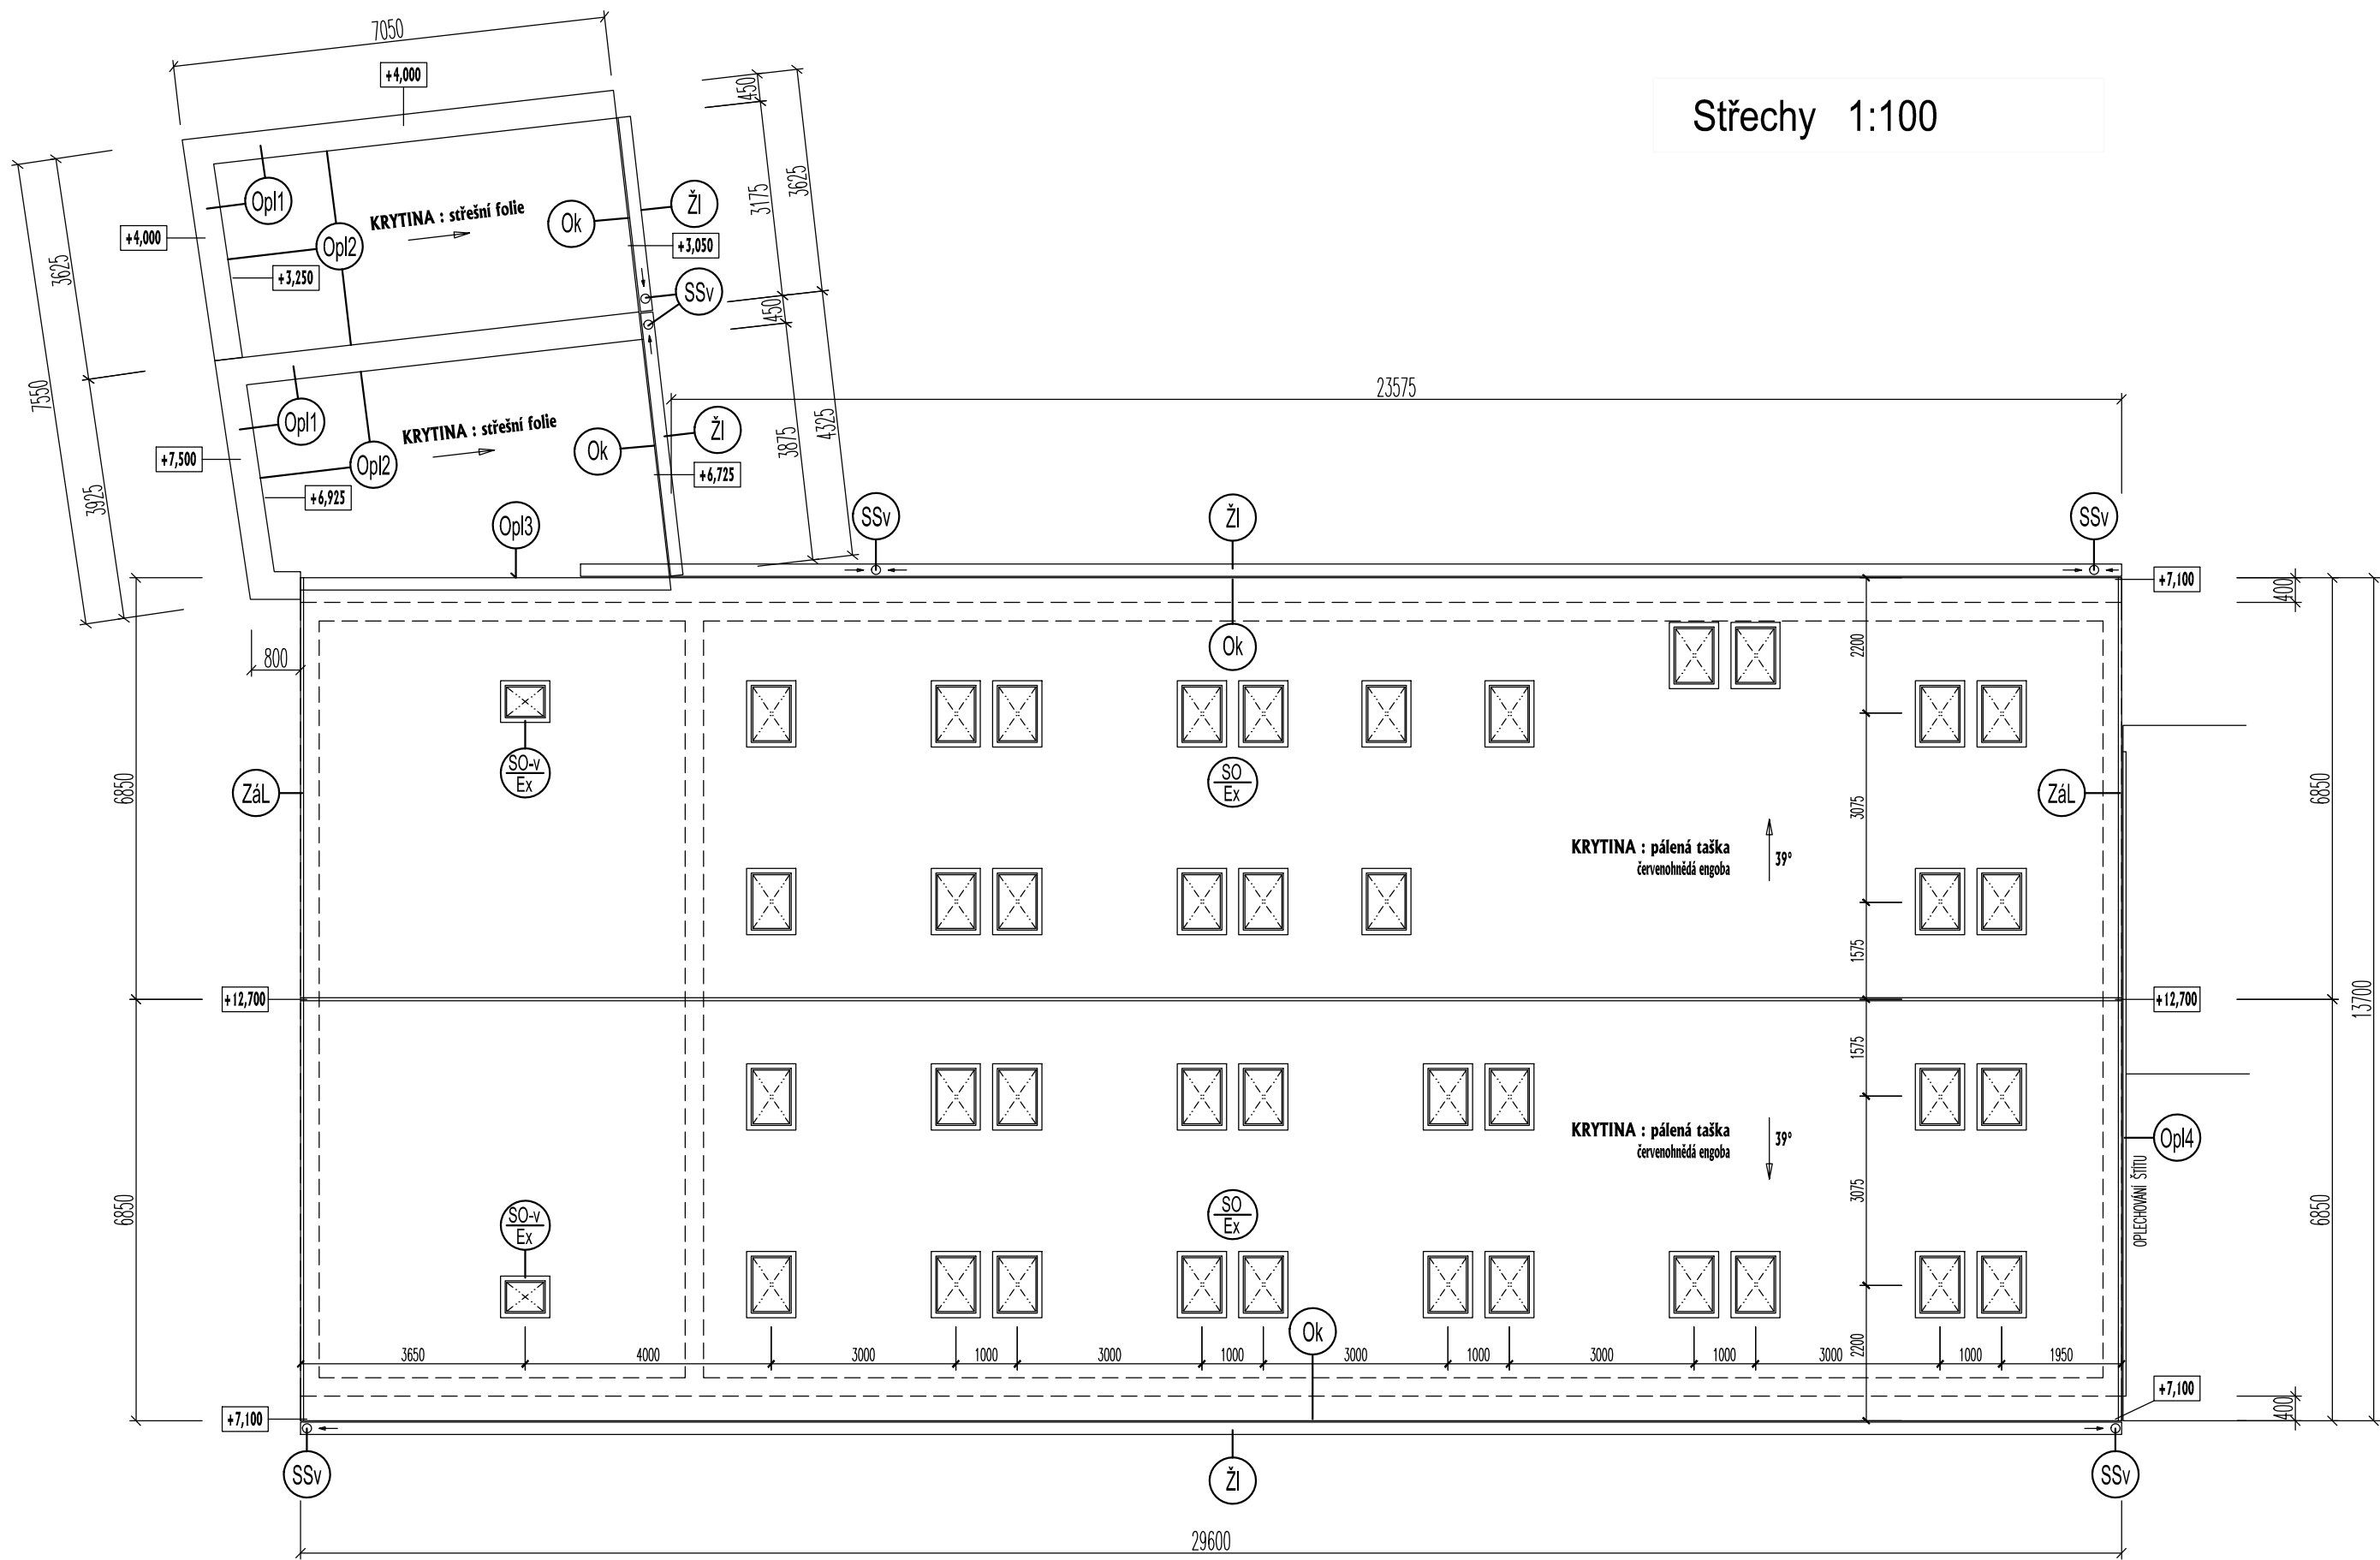 Střechy 1:100
7050
+4,000
450
3175
3625
Opl1
KRYTINA : střešní folie
Ok
Žl
+4,000
Opl2
+3,050
+3,250
SSv
3625
7550
450
Opl1
KRYTINA : střešní folie
Ok
Žl
3875
4325
23575
+7,500
Opl2
+6,725
+6,925
3925
Opl3
SSv
Žl
SSv
+7,100
400
800
Ok
2200
SO-v
Ex
SO
Ex
ZáL
6850
ZáL
6850
3075
KRYTINA : pálená taška
červenohnědá engoba
39°
1575
+12,700
+12,700
13700
1575
KRYTINA : pálená taška
červenohnědá engoba
39°
Opl4
OPLECHOVÁNÍ ŠTÍTU
3075
6850
6850
SO-v
Ex
SO
Ex
Ok
2200
3650
4000
3000
1000
3000
1000
3000
1000
3000
1000
3000
1000
1950
+7,100
+7,100
400
SSv
Žl
SSv
29600